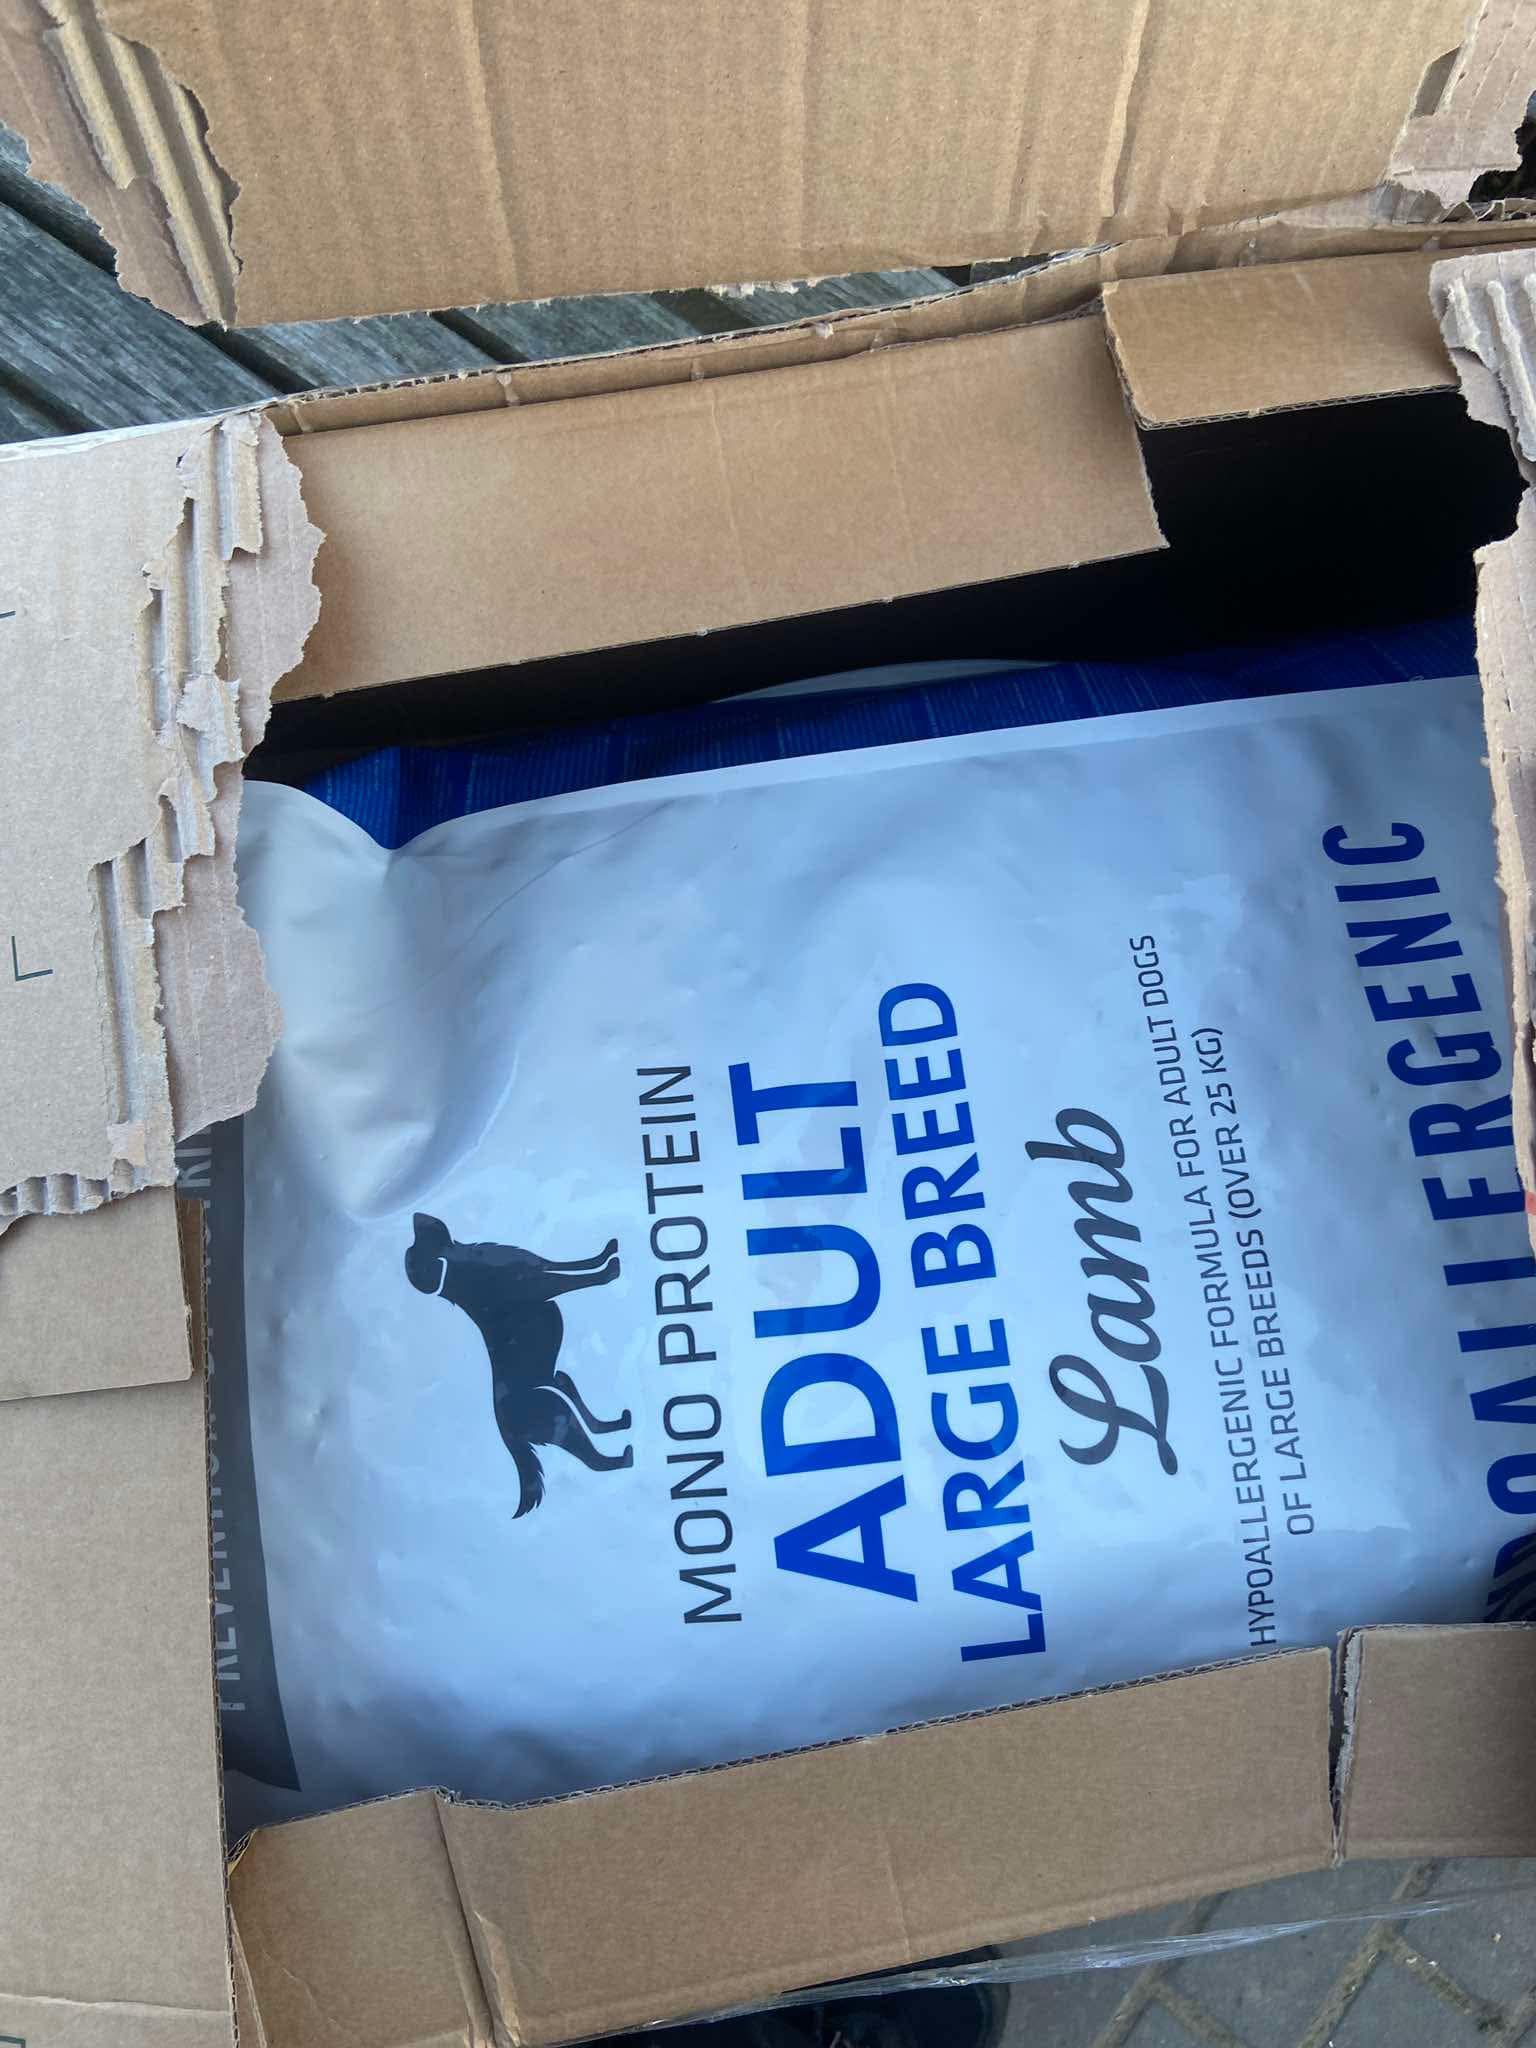 MONO PROTEIN
ADULT
LARGE BREED
Lamb
HYPOALLERGENIC FORMULA FOR ADULT DOGS
OF LARGE BREEDS (OVER 25 KG)